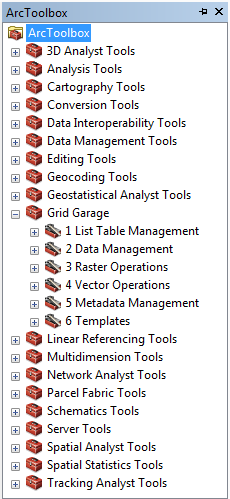 ArcToolbox
ArcToolbox
3D Analyst Tools
Analysis Tools
Cartography Tools
Conversion Tools
Data Interoperability Tools
Data Management Tools
Editing Tools
Geocoding Tools
Geostatistical Analyst Tools
Grid Garage
1 List Table Management
2 Data Management
3 Raster Operations
4 Vector Operations
5 Metadata Management
6 Templates
Linear Referencing Tools
Multidimension Tools
Network Analyst Tools
Parcel Fabric Tools
Schematics Tools
Server Tools
Spatial Analyst Tools
Spatial Statistics Tools
Tracking Analyst Tools